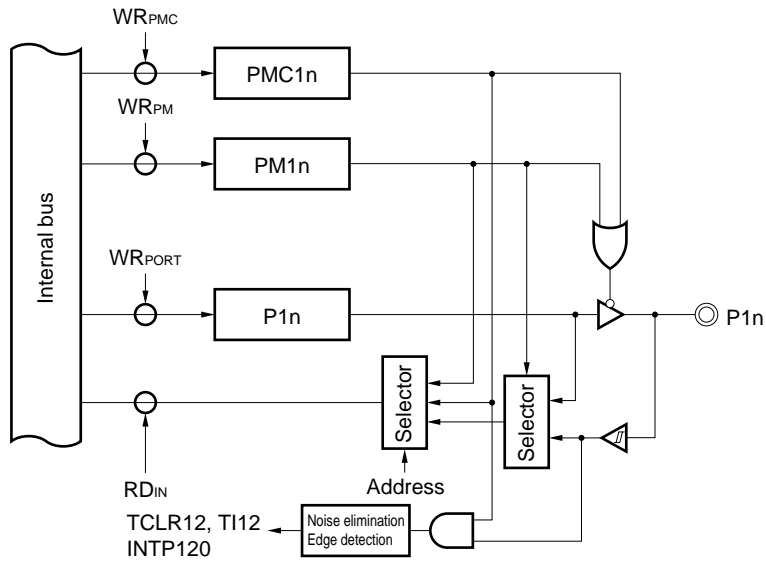 WRPMC
PMC1n
WRPM
PM1n
Internal bus
WRPORT
P1n
P1n
Selector
Selector
RDIN
Address
TCLR12, TI12
INTP120
Noise elimination
Edge detection